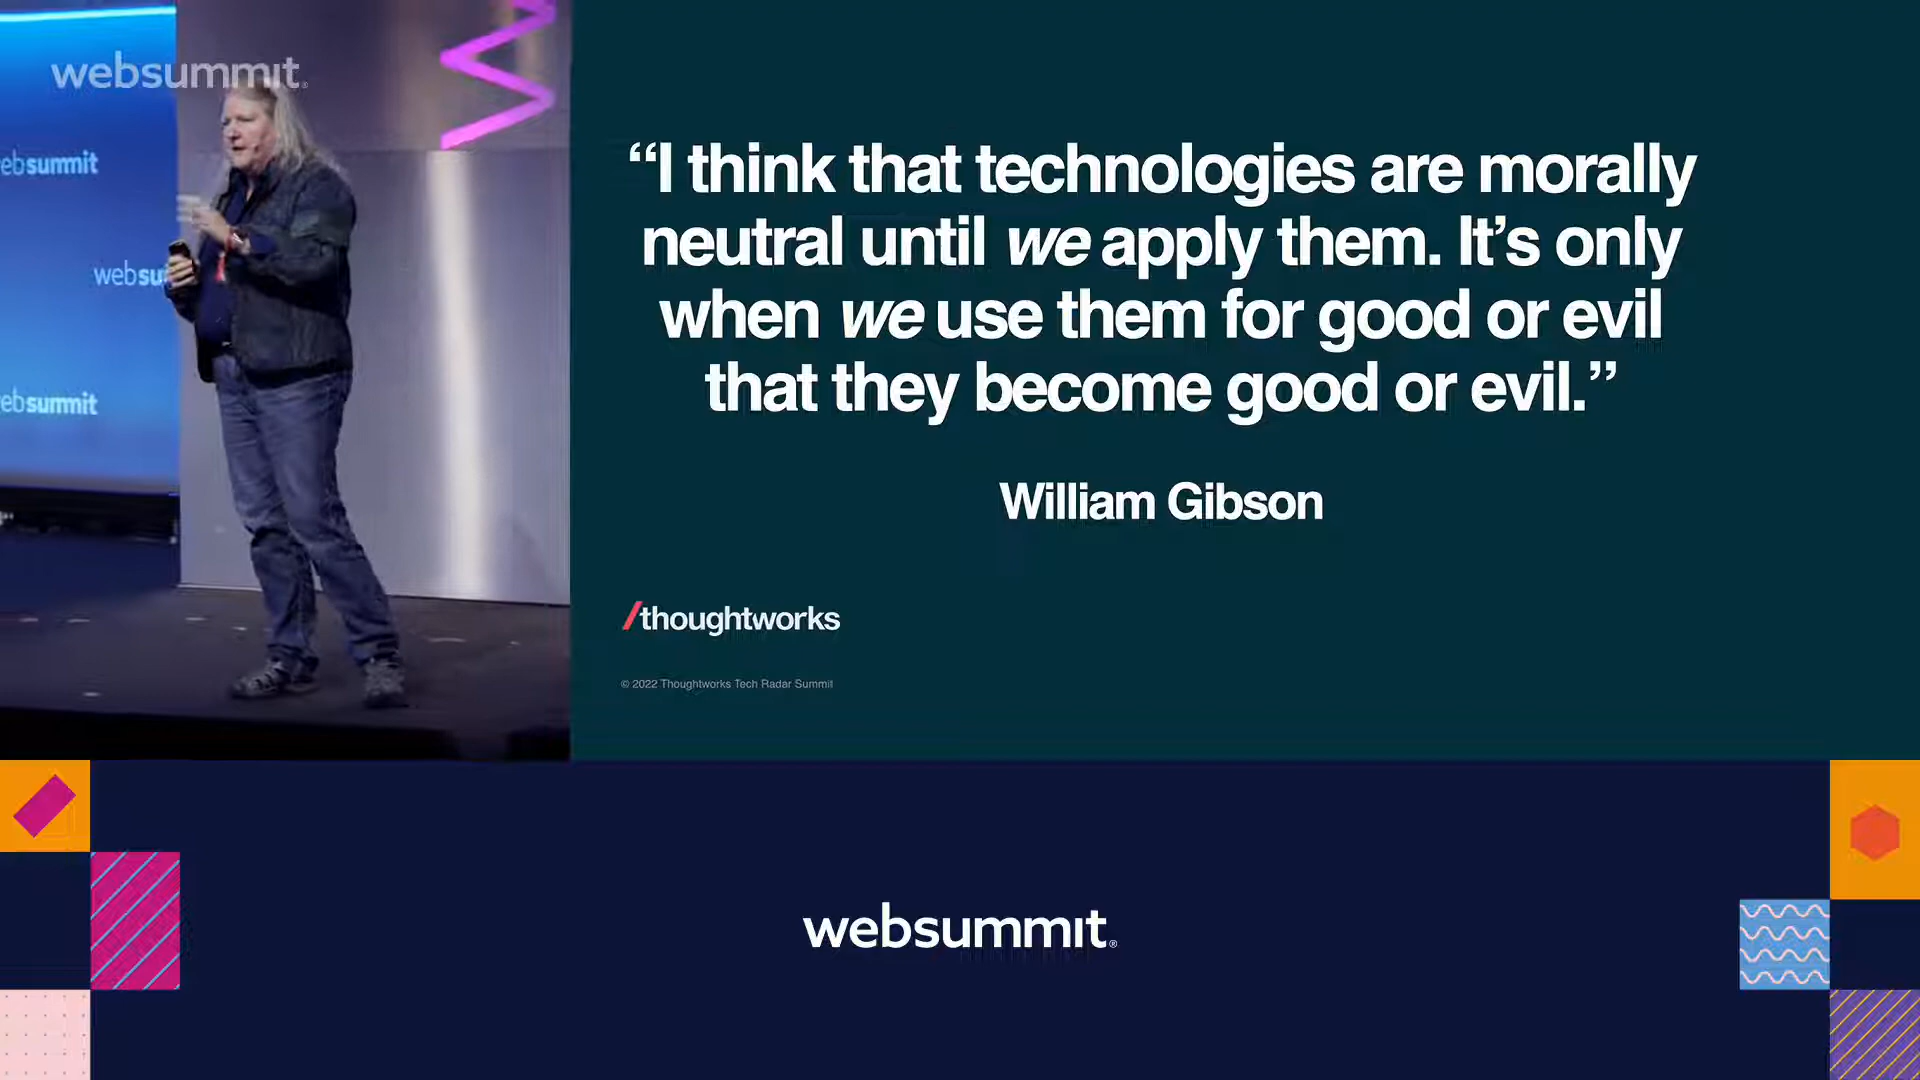 websummit.
ebsummit
websu
ebsummit
“I think that technologies are morally
neutral until we apply them. It’s only
when we use them for good or evil
that they become good or evil.”
William Gibson
/thoughtworks
© 2022 Thoughtworks Tech Radar Summit
websummit®